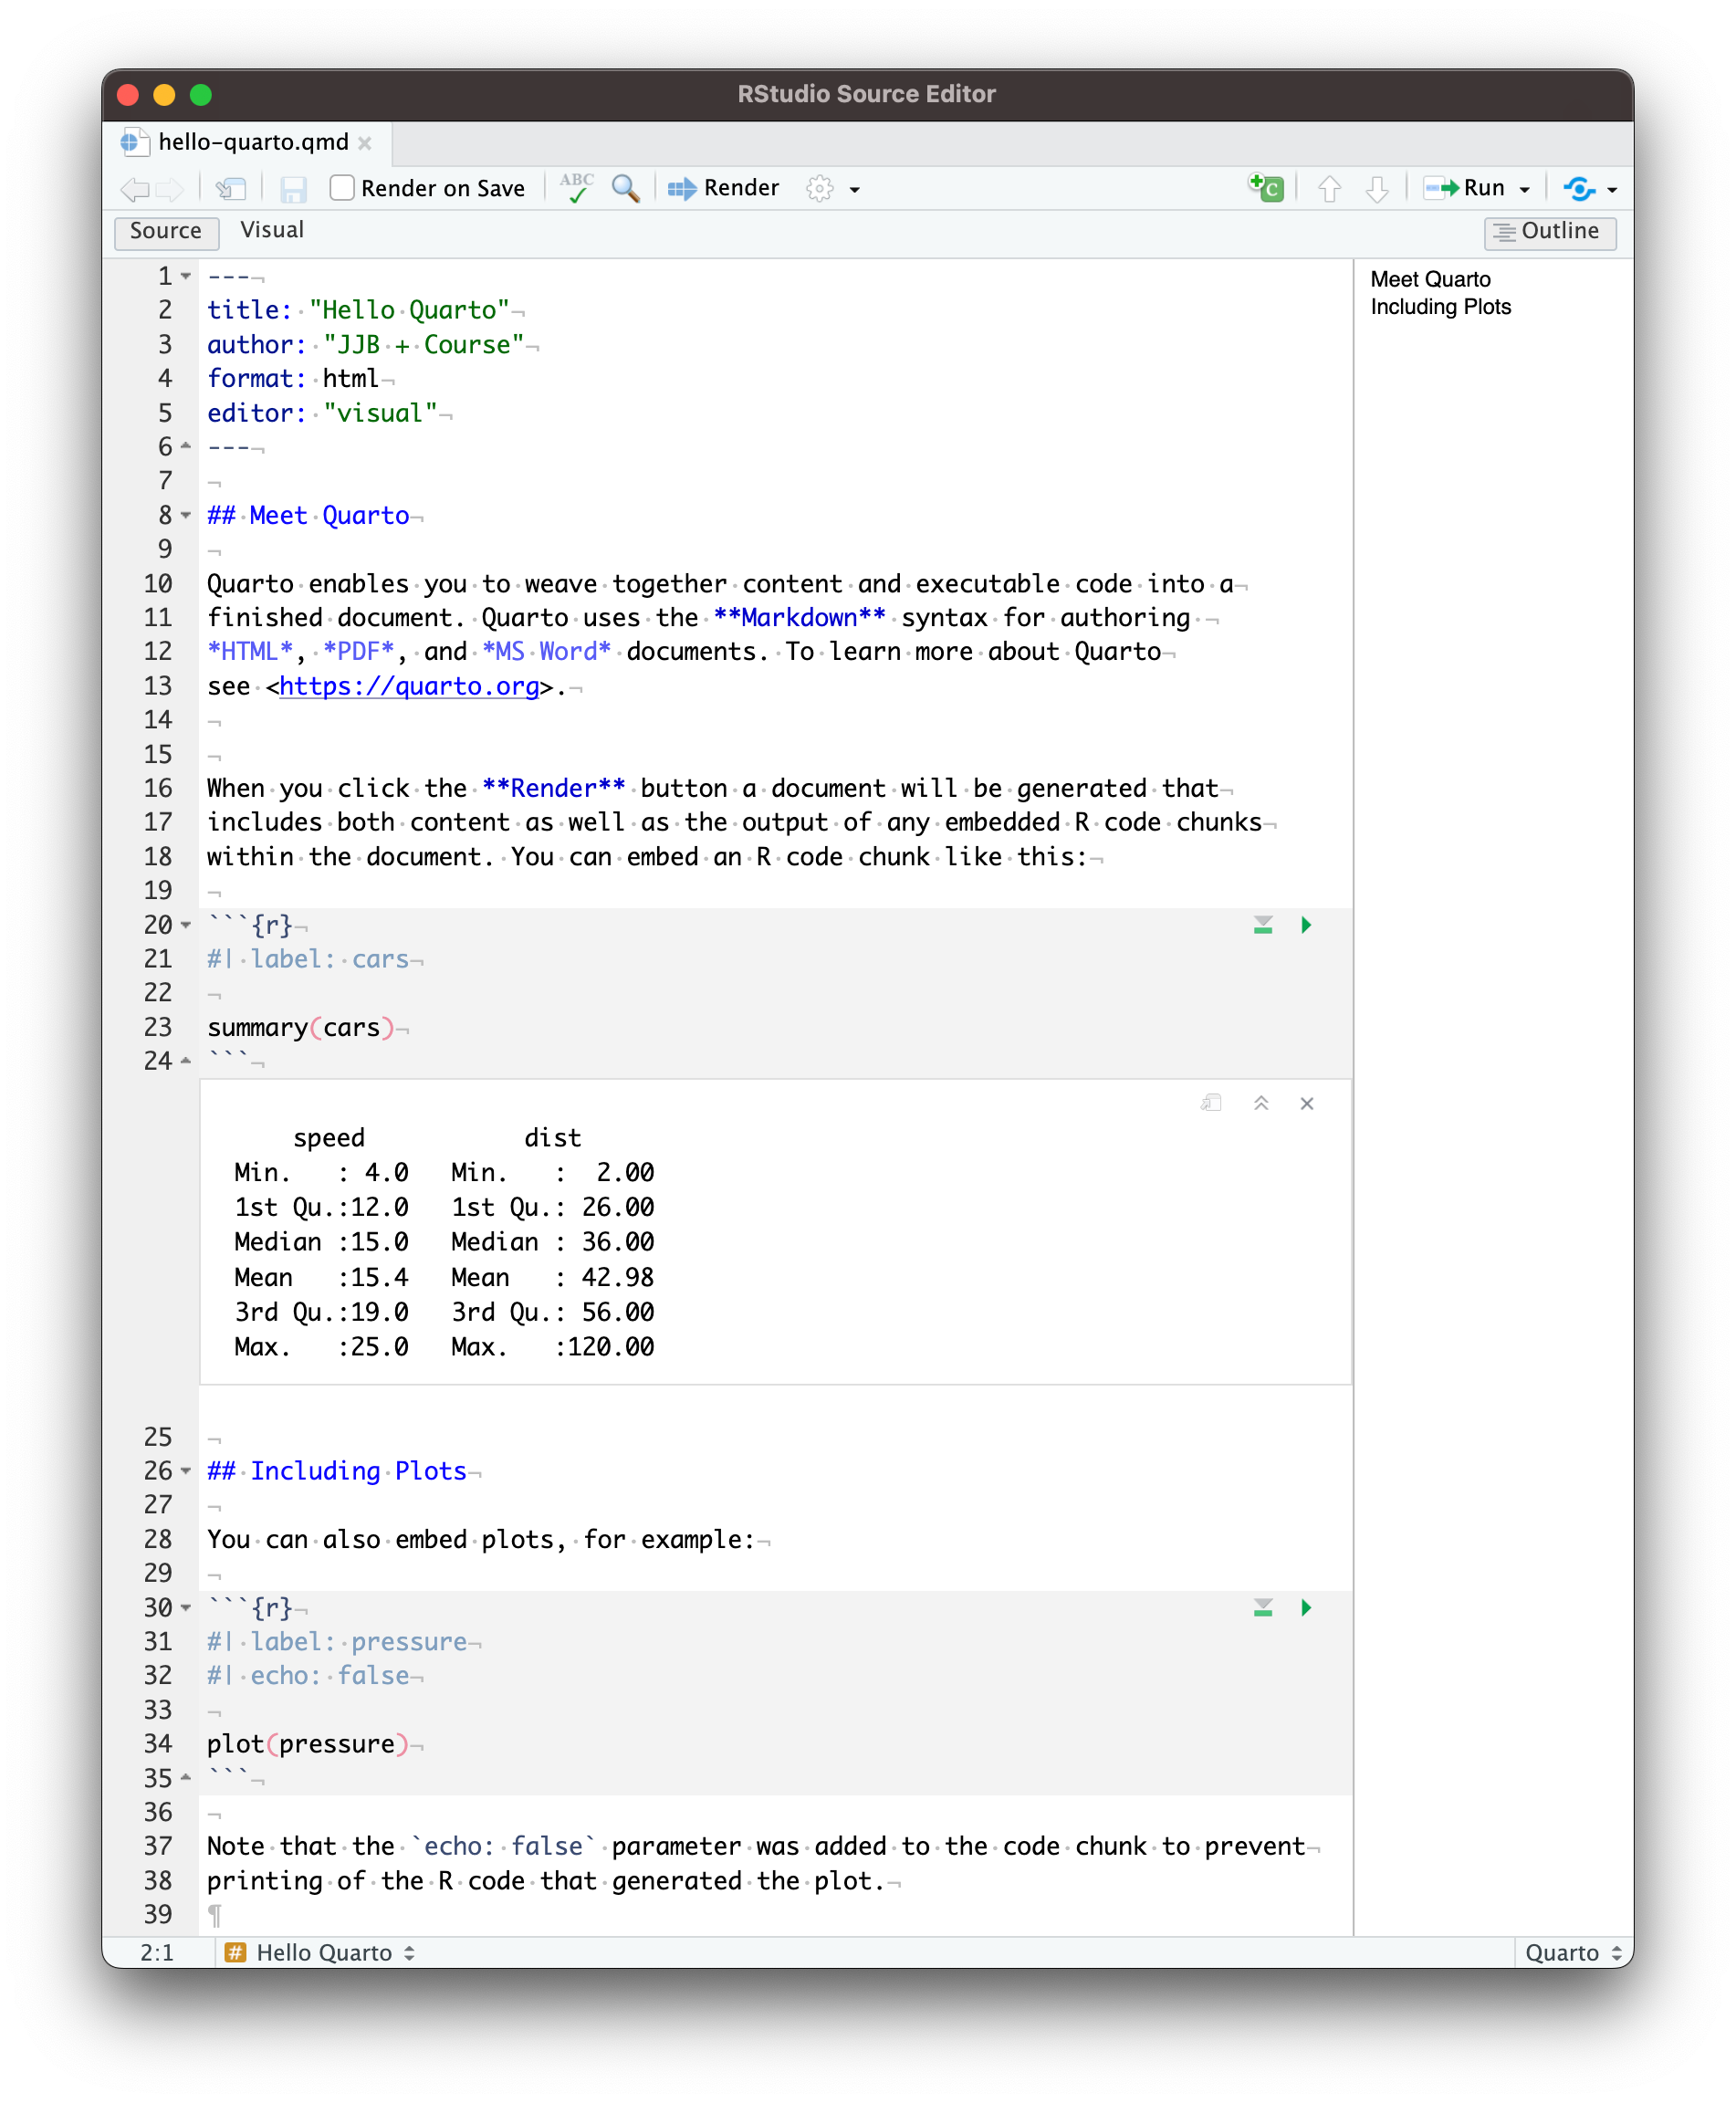 RStudio Source Editor
hello-quarto.qmd
Render on Save ABC Render C Run
Source Visual Outline
Meet Quarto
Including Plots
1 ---
2 title: "Hello Quarto"
3 author: "JJB + Course"
4 format: html
5 editor: "visual"
6 ---
7
8 ## Meet Quarto
9
10 Quarto enables you to weave together content and executable code into a
11 finished document. Quarto uses the **Markdown** syntax for authoring
12 *HTML*, *PDF*, and *MS Word* documents. To learn more about Quarto
13 see <https://quarto.org>.
14
15
16 When you click the **Render** button a document will be generated that
17 includes both content as well as the output of any embedded R code chunks
18 within the document. You can embed an R code chunk like this:
19
20 ```{r}
21 #| label: cars
22
23 summary(cars)
24 ```
speed dist
Min. : 4.0 Min. : 2.00
1st Qu.:12.0 1st Qu.: 26.00
Median :15.0 Median : 36.00
Mean :15.4 Mean : 42.98
3rd Qu.:19.0 3rd Qu.: 56.00
Max. :25.0 Max. :120.00
25
26 ## Including Plots
27
28 You can also embed plots, for example:
29
30 ```{r}
31 #| label: pressure
32 #| echo: false
33
34 plot(pressure)
35 ```
36
37 Note that the `echo: false` parameter was added to the code chunk to prevent
38 printing of the R code that generated the plot.
39
2:1 # Hello Quarto Quarto